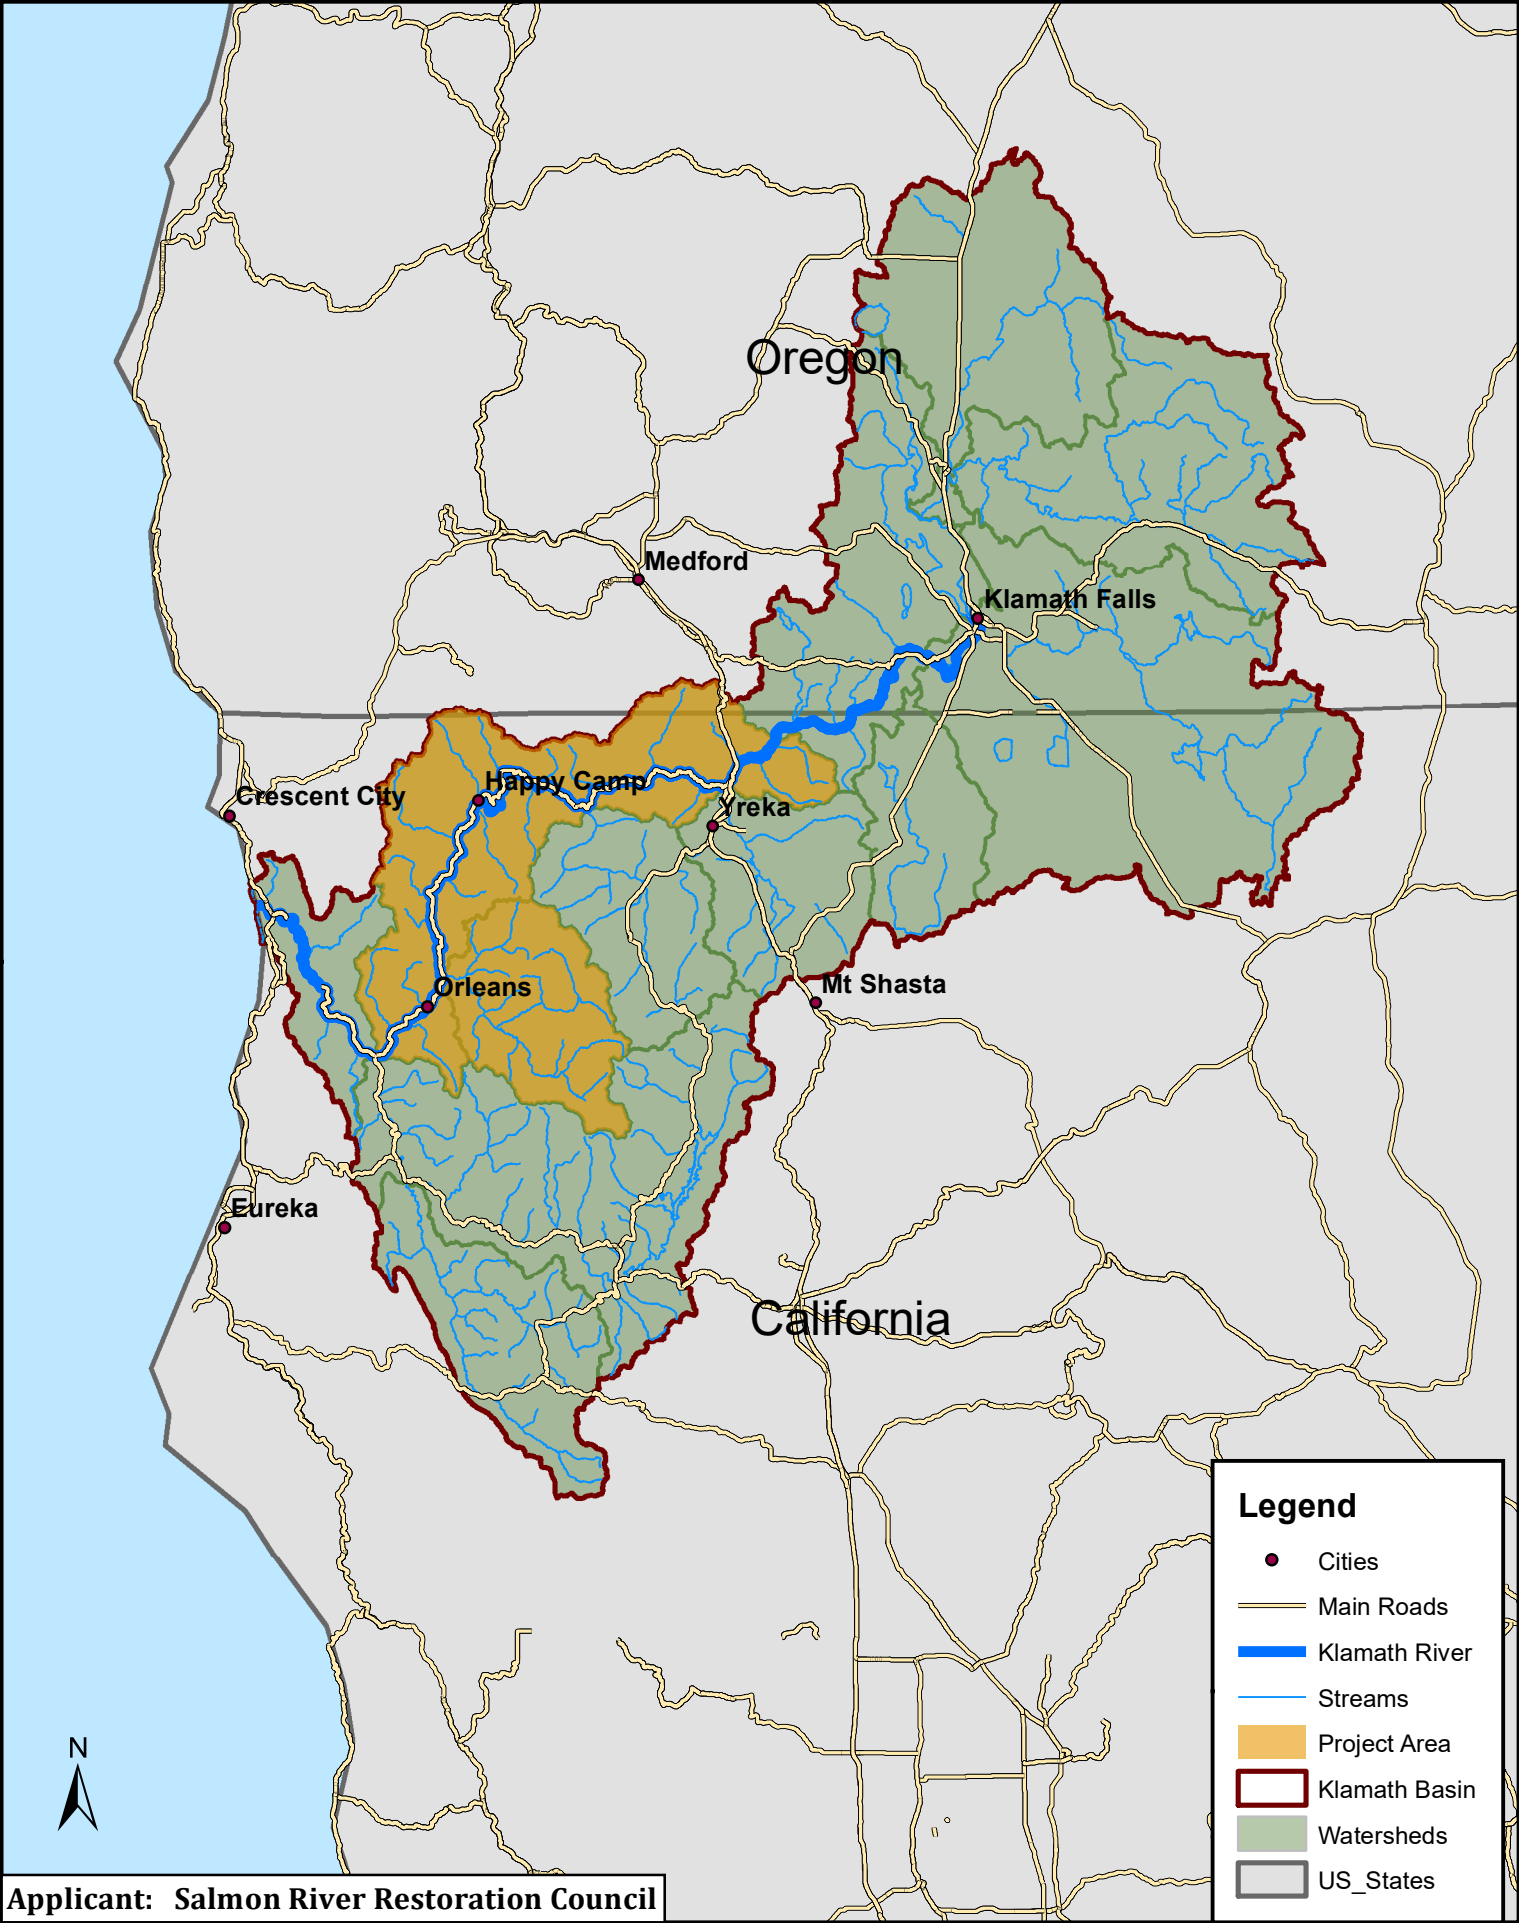 Oregon
Medford
Klamath Falls
Happy Camp
Crescent City
Yreka
Orleans
Mt Shasta
Eureka
California
Legend
Cities
Main Roads
Klamath River
Streams
Project Area
Klamath Basin
Watersheds
US_States
N
Applicant: Salmon River Restoration Council